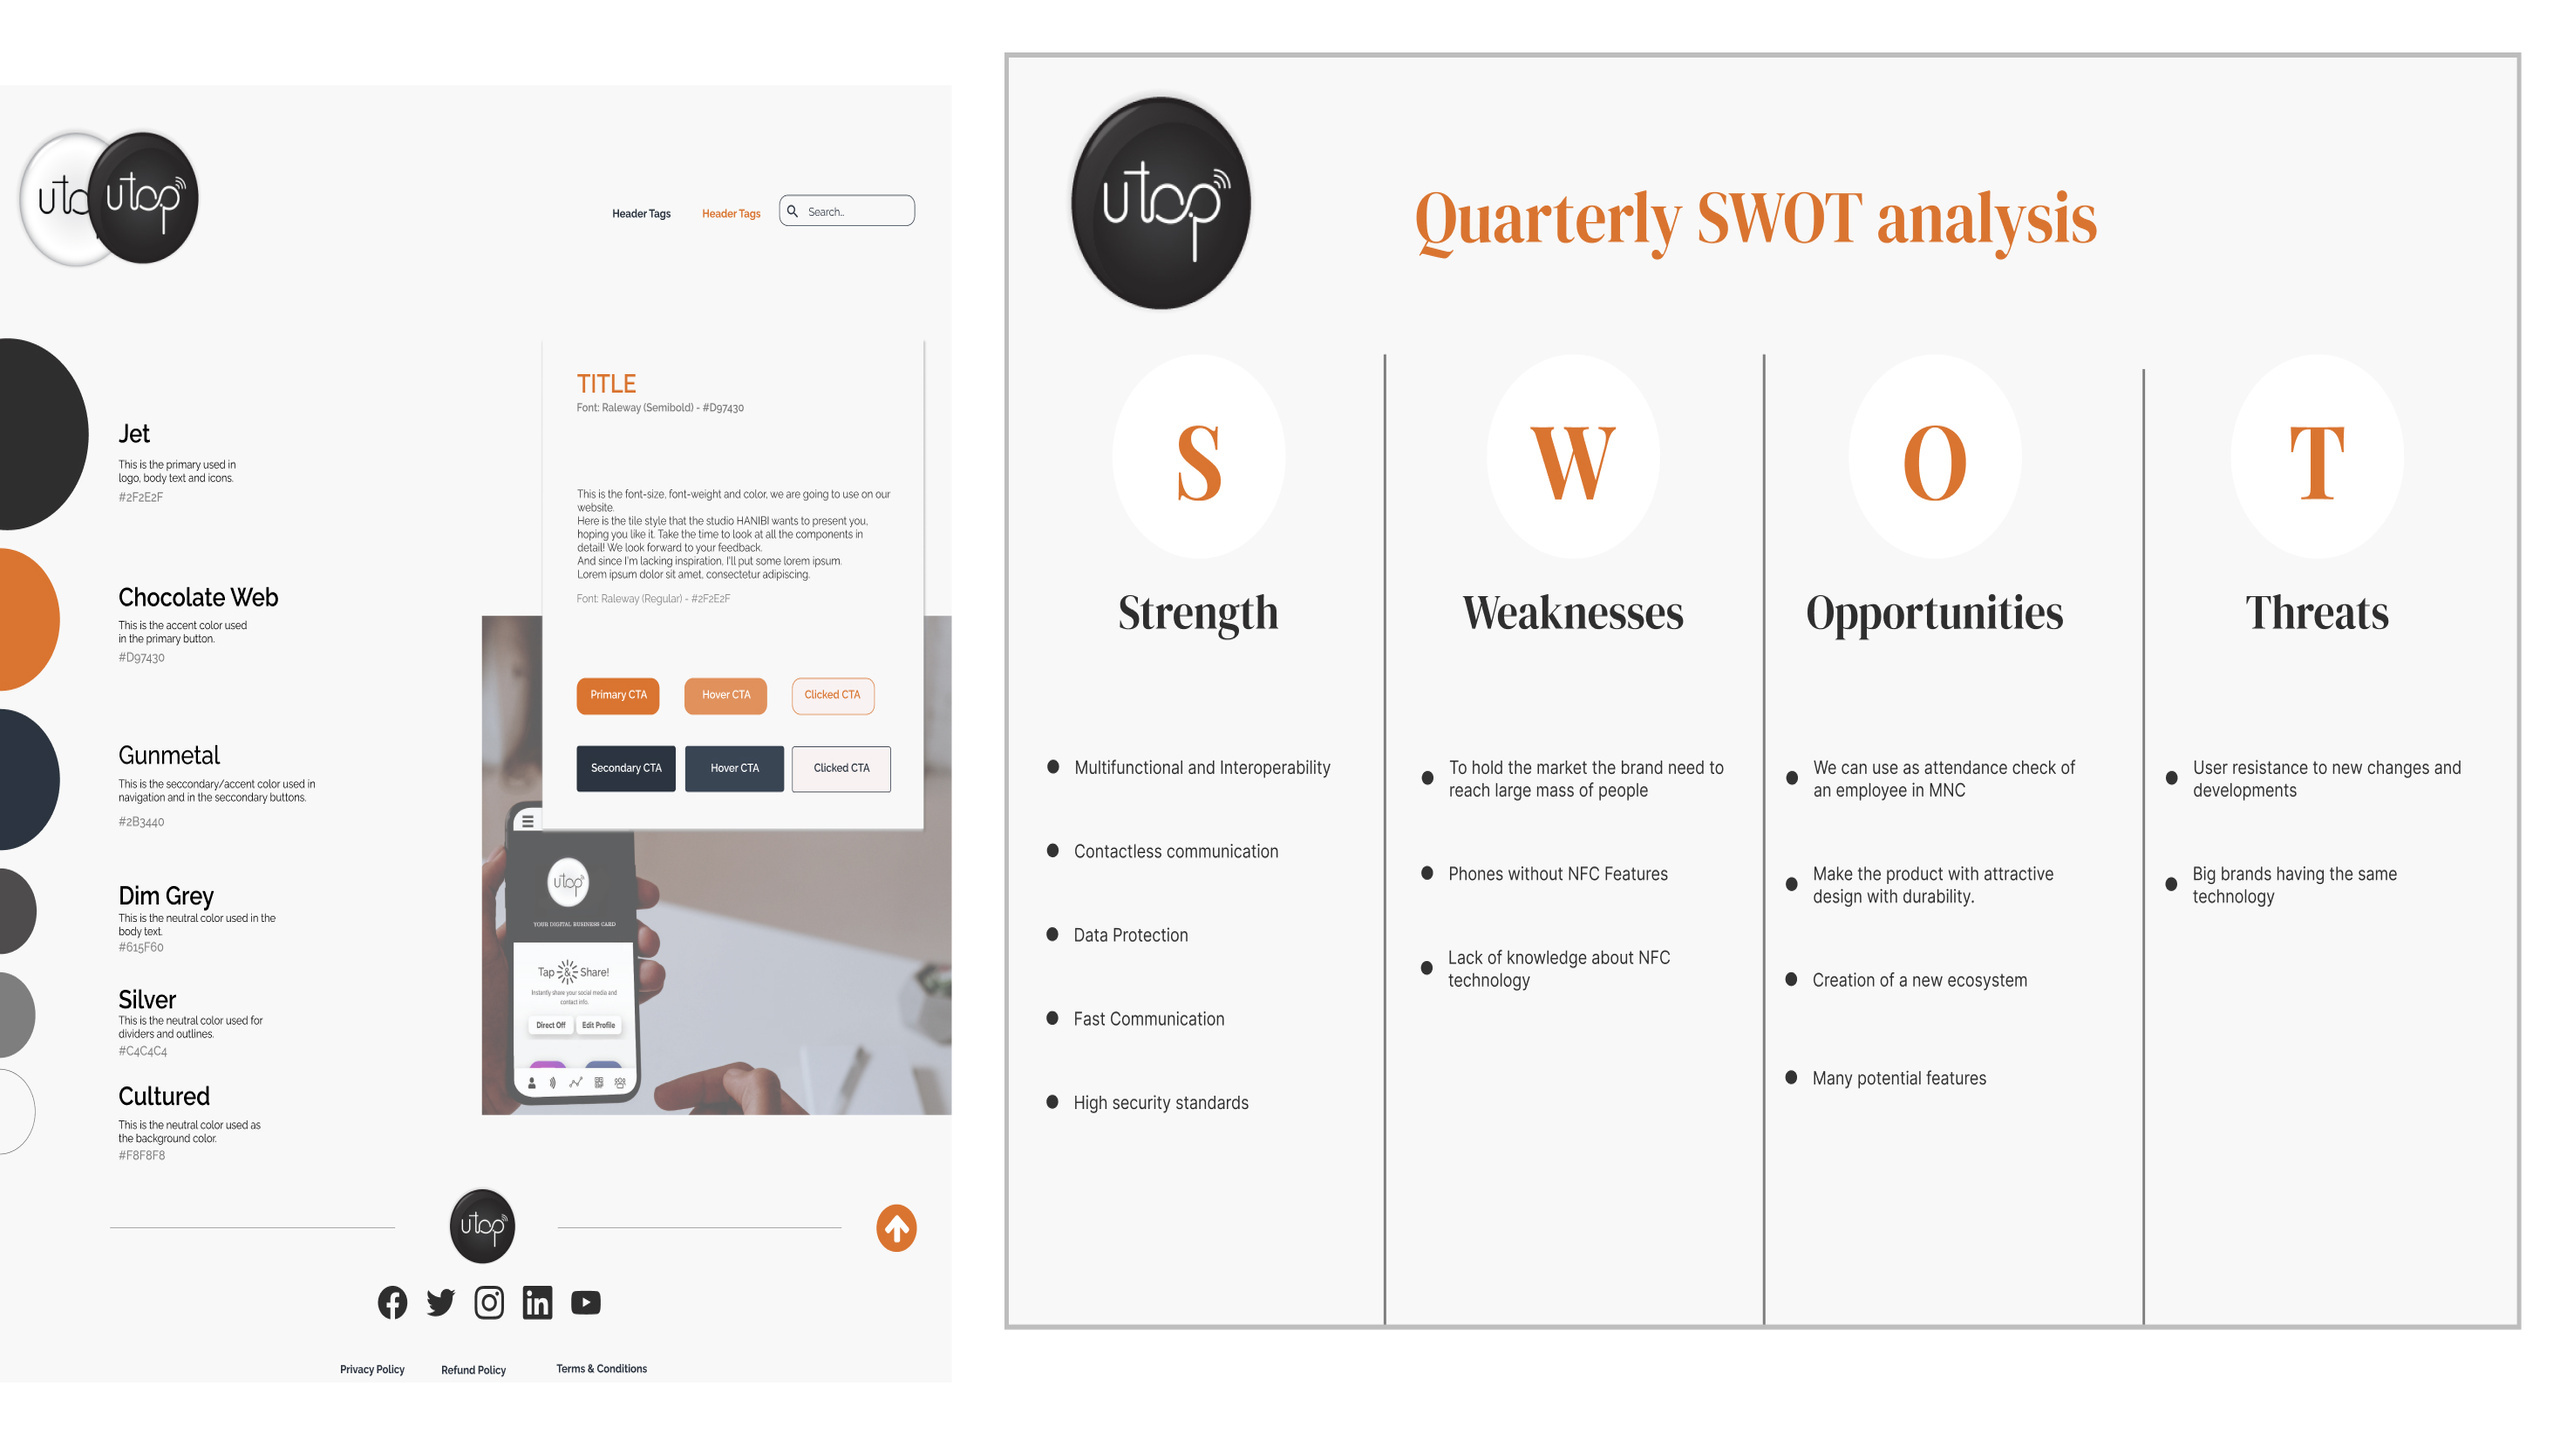 uto
utap
Header Tags
Header Tags
Search..
Jet
This is the primary used in
logo, body text and icons.
#2F2E2F
Chocolate Web
This is the accent color used
in the primary button.
#D97430
Gunmetal
This is the seccondary/accent color used in
navigation and in the seccondary buttons.
#2B3440
Dim Grey
This is the neutral color used in the
body text.
#615F60
Silver
This is the neutral color used for
dividers and outlines.
#C4C4C4
Cultured
This is the neutral color used as
the background color.
#F8F8F8
TITLE
Font: Raleway (Semibold) - #D97430
This is the font-size, font-weight and color, we are going to use on our
website.
Here is the tile style that the studio HANIBI wants to present you,
hoping you like it. Take the time to look at all the components in
detail! We look forward to your feedback.
And since I'm lacking inspiration, I'll put some lorem ipsum.
Lorem ipsum dolor sit amet, consectetur adipiscing.
Font: Raleway (Regular) - #2F2E2F
Primary CTA
Hover CTA
Clicked CTA
Secondary CTA
Hover CTA
Clicked CTA
utap
YOUR DIGITAL BUSINESS CARD
Tap & Share!
Instantly share your social media and
contact info.
Direct Off
Edit Profile
utap
Privacy Policy
Refund Policy
Terms & Conditions
utap
Quarterly SWOT analysis
S
Strength
Multifunctional and Interoperability
Contactless communication
Data Protection
Fast Communication
High security standards
W
Weaknesses
To hold the market the brand need to
reach large mass of people
Phones without NFC Features
Lack of knowledge about NFC
technology
O
Opportunities
We can use as attendance check of
an employee in MNC
Make the product with attractive
design with durability.
Creation of a new ecosystem
Many potential features
T
Threats
User resistance to new changes and
developments
Big brands having the same
technology